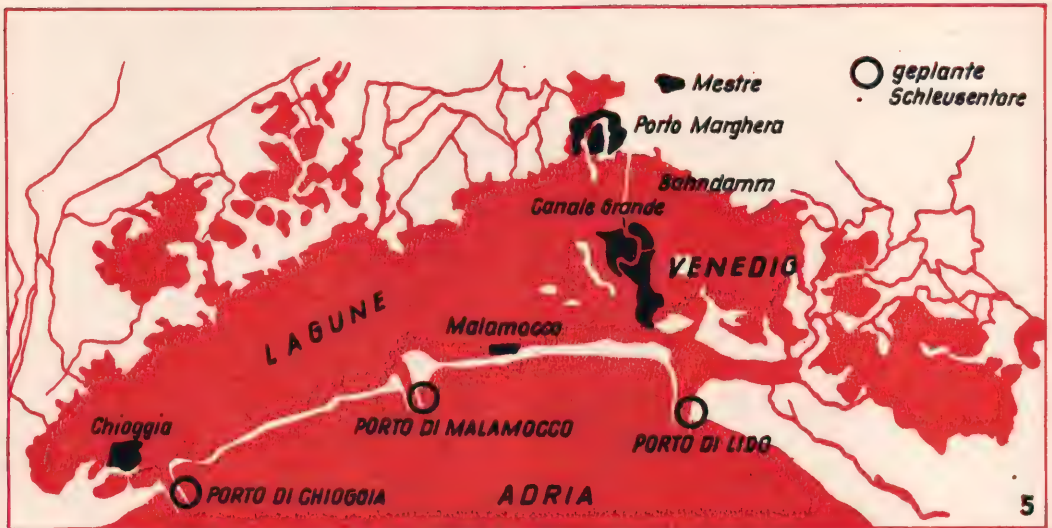 Mestre
geplante
Schleusentore
Porto Marghera
Bahndamm
Canale Grande
VENEDIG
LAGUNE
Malamocco
Chioggia
PORTO DI MALAMOCCO
PORTO DI LIDO
PORTO DI CHIOGGIA
ADRIA
5